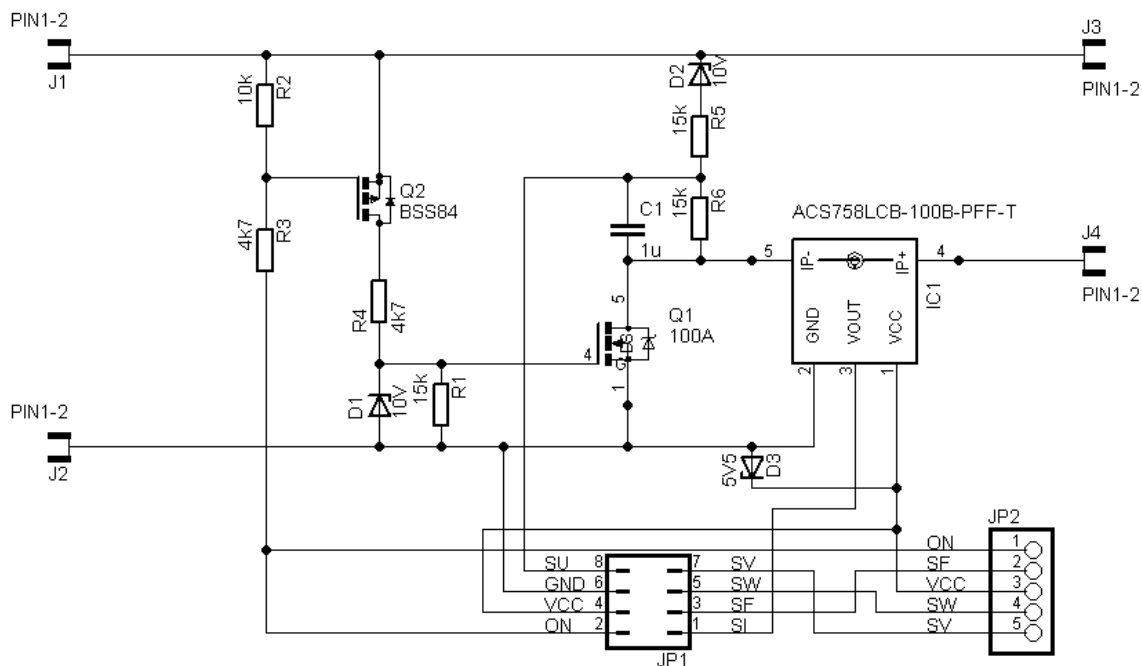 PIN1-2
J1
J3
PIN1-2
10k
R2
D2
10V
15k
R5
Q2
BSS84
4k7
R3
C1
1u
15k
R6
ACS758LCB-100B-PFF-T
J4
PIN1-2
5
IP-
IP+
4
IC1
GND
VOUT
VCC
2
3
1
R4
4k7
5
Q1
100A
4
G
DS
1
15k
R1
D1
10V
PIN1-2
J2
5V5
D3
JP2
ON 1
SF 2
VCC 3
SW 4
SV 5
SU 8 7 SV
GND 6 5 SW
VCC 4 3 SF
ON 2 1 SI
JP1